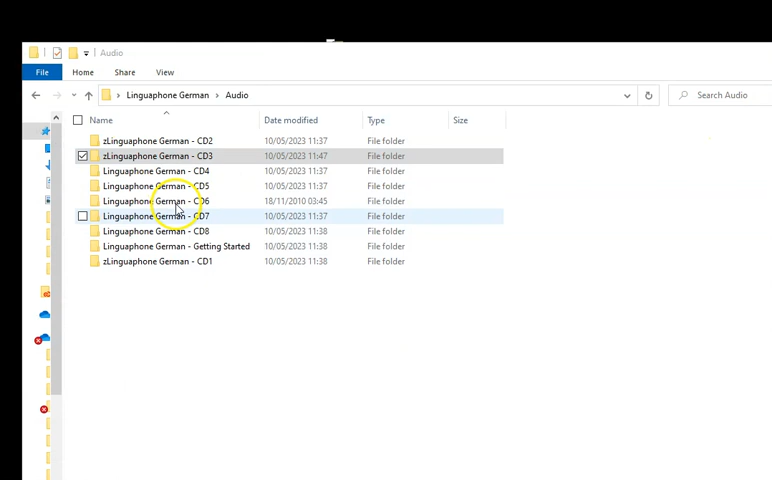 Audio
File Home Share View
Linguaphone German > Audio Search Audio
Name Date modified Type Size
zLinguaphone German - CD2 10/05/2023 11:37 File folder
zLinguaphone German - CD3 10/05/2023 11:47 File folder
Linguaphone German - CD4 10/05/2023 11:37 File folder
Linguaphone German - CD5 10/05/2023 11:37 File folder
Linguaphone German - CD6 18/11/2010 03:45 File folder
Linguaphone German - CD7 10/05/2023 11:37 File folder
Linguaphone German - CD8 10/05/2023 11:38 File folder
Linguaphone German - Getting Started 10/05/2023 11:38 File folder
zLinguaphone German - CD1 10/05/2023 11:38 File folder